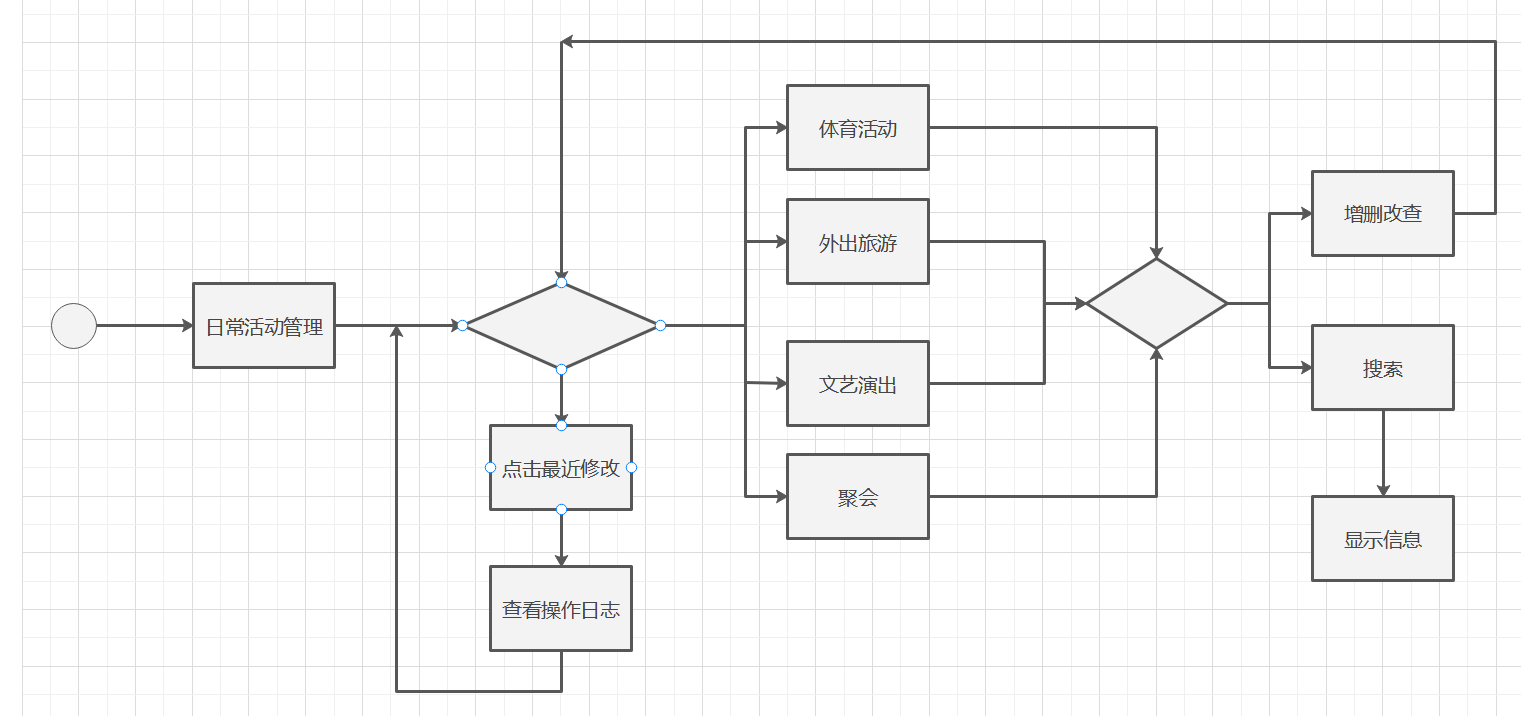 日常活动管理
点击最近修改
查看操作日志
体育活动
外出旅游
文艺演出
聚会
增删改查
搜索
显示信息